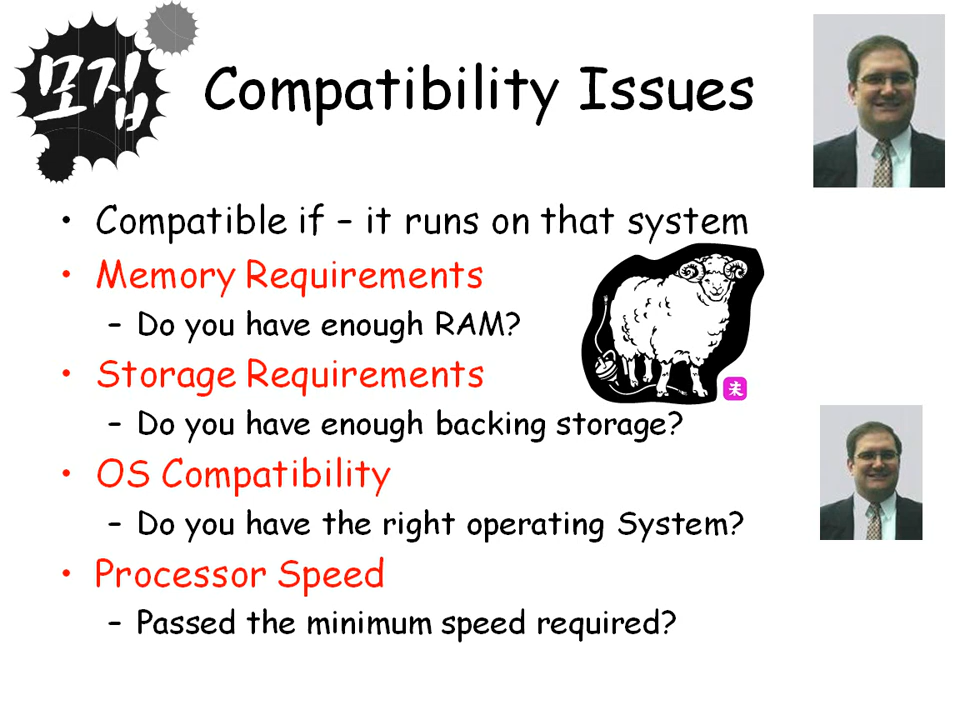 모집
Compatibility Issues
• Compatible if – it runs on that system
• Memory Requirements
– Do you have enough RAM?
• Storage Requirements
未
– Do you have enough backing storage?
• OS Compatibility
– Do you have the right operating System?
• Processor Speed
– Passed the minimum speed required?